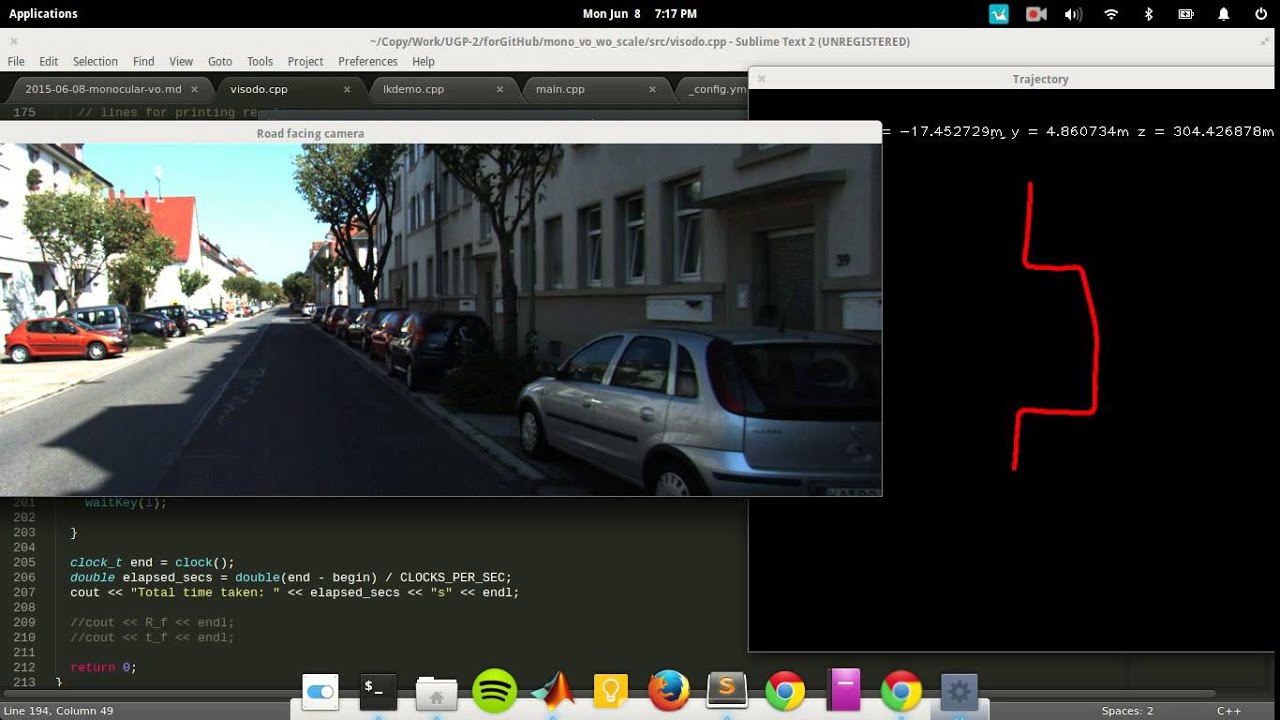 Applications
Mon Jun 8 7:17 PM
~/Copy/Work/UGP-2/forGitHub/mono_vo_wo_scale/src/visodo.cpp - Sublime Text 2 (UNREGISTERED)
File Edit Selection Find View Goto Tools Project Preferences Help
2015-06-08-monocular-vo.md visodo.cpp lkdemo.cpp main.cpp _config.ym
Trajectory
175 // lines for printing re
Road facing camera
= -17.452729m y = 4.860734m z = 304.426878m
39
201 waitKey(1);
202
203 }
204
205 clock_t end = clock();
206 double elapsed_secs = double(end - begin) / CLOCKS_PER_SEC;
207 cout << "Total time taken: " << elapsed_secs << "s" << endl;
208
209 //cout << R_f << endl;
210 //cout << t_f << endl;
211
212 return 0;
213 }
$_
S
Line 194, Column 49
Spaces: 2
C++